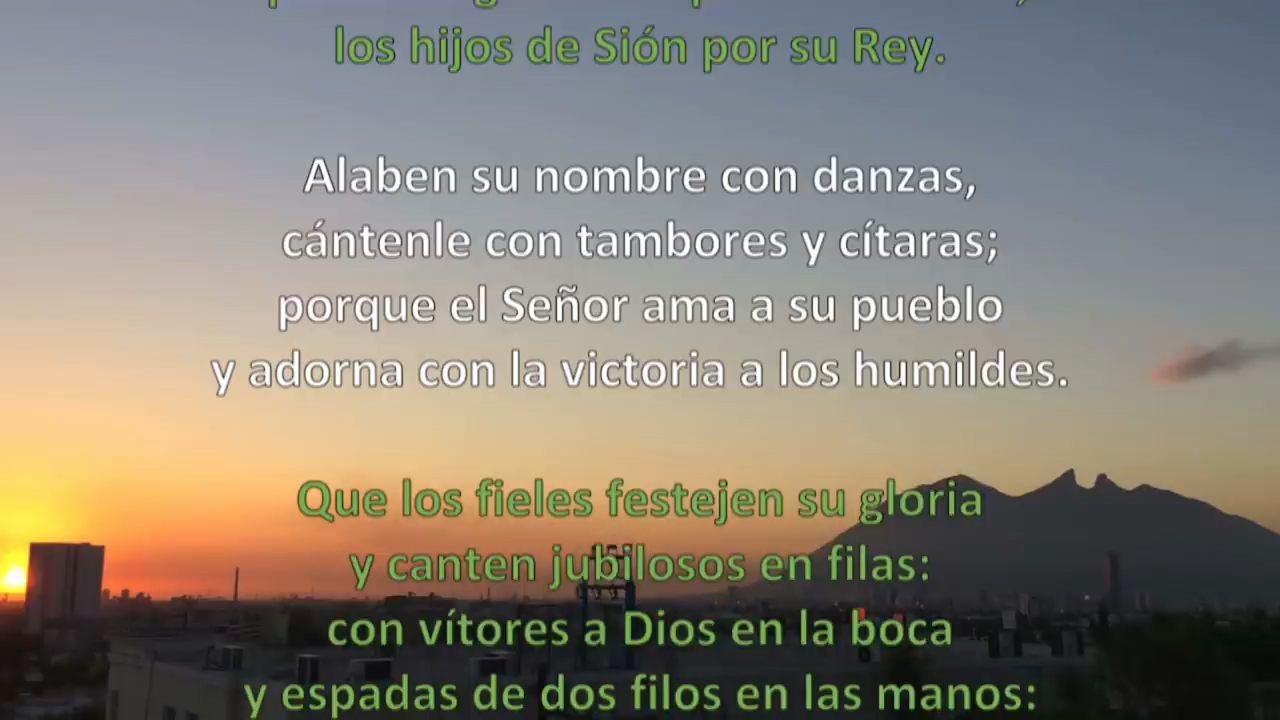 los hijos de Sión por su Rey.
Alaben su nombre con danzas,
cántenle con tambores y cítaras;
porque el Señor ama a su pueblo
y adorna con la victoria a los humildes.
Que los fieles festejen su gloria
y canten jubilosos en filas:
con vítores a Dios en la boca
y espadas de dos filos en las manos: